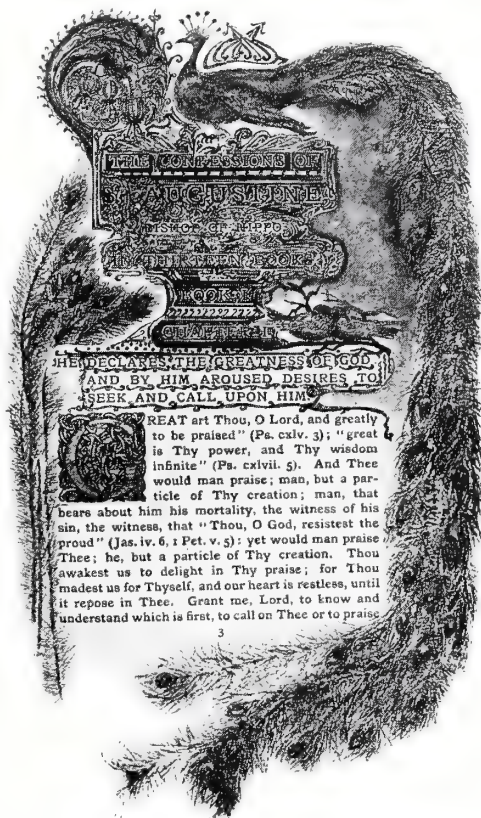 THE CONFESSIONS OF
S. AUGUSTINE
BISHOP OF HIPPO
IN THIRTEEN BOOKS
BOOK I
CHAPTER I
HE DECLARES THE GREATNESS OF GOD
AND BY HIM AROUSED DESIRES TO
SEEK AND CALL UPON HIM
GREAT art Thou, O Lord, and greatly
to be praised" (Ps. cxlv. 3); "great
is Thy power, and Thy wisdom
infinite" (Ps. cxlvii. 5). And Thee
would man praise; man, but a par-
ticle of Thy creation; man, that
bears about him his mortality, the witness of his
sin, the witness, that "Thou, O God, resistest the
proud" (Jas. iv. 6, 1 Pet. v. 5): yet would man praise
Thee; he, but a particle of Thy creation. Thou
awakest us to delight in Thy praise; for Thou
madest us for Thyself, and our heart is restless, until
it repose in Thee. Grant me, Lord, to know and
understand which is first, to call on Thee or to praise
3